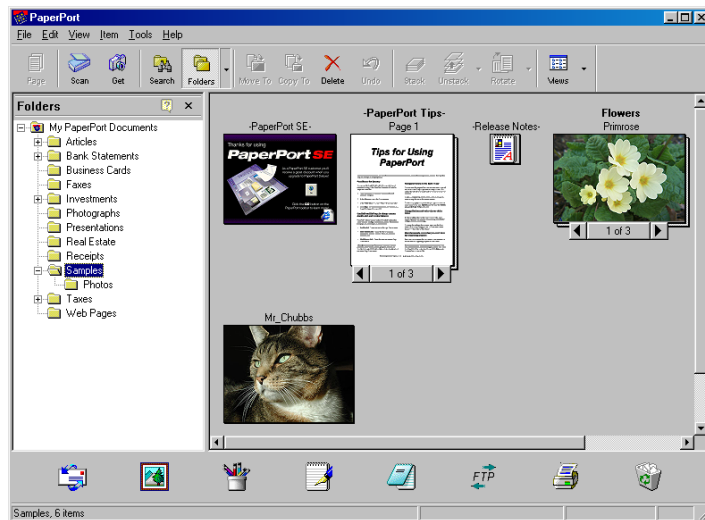 PaperPort
File Edit View Item Tools Help
Page Scan Get Search Folders Move To Copy To Delete Undo Stack Unstack Rotate Views
Folders
My PaperPort Documents
Articles
Bank Statements
Business Cards
Faxes
Investments
Photographs
Presentations
Real Estate
Receipts
Samples
Photos
Taxes
Web Pages
-PaperPort SE-
Thanks for using
PaperPort SE
-PaperPort Tips-
Page 1
Tips for Using
PaperPort
1 of 3
-Release Notes-
Flowers
Primrose
1 of 3
Mr_Chubbs
FTP
Samples, 6 items